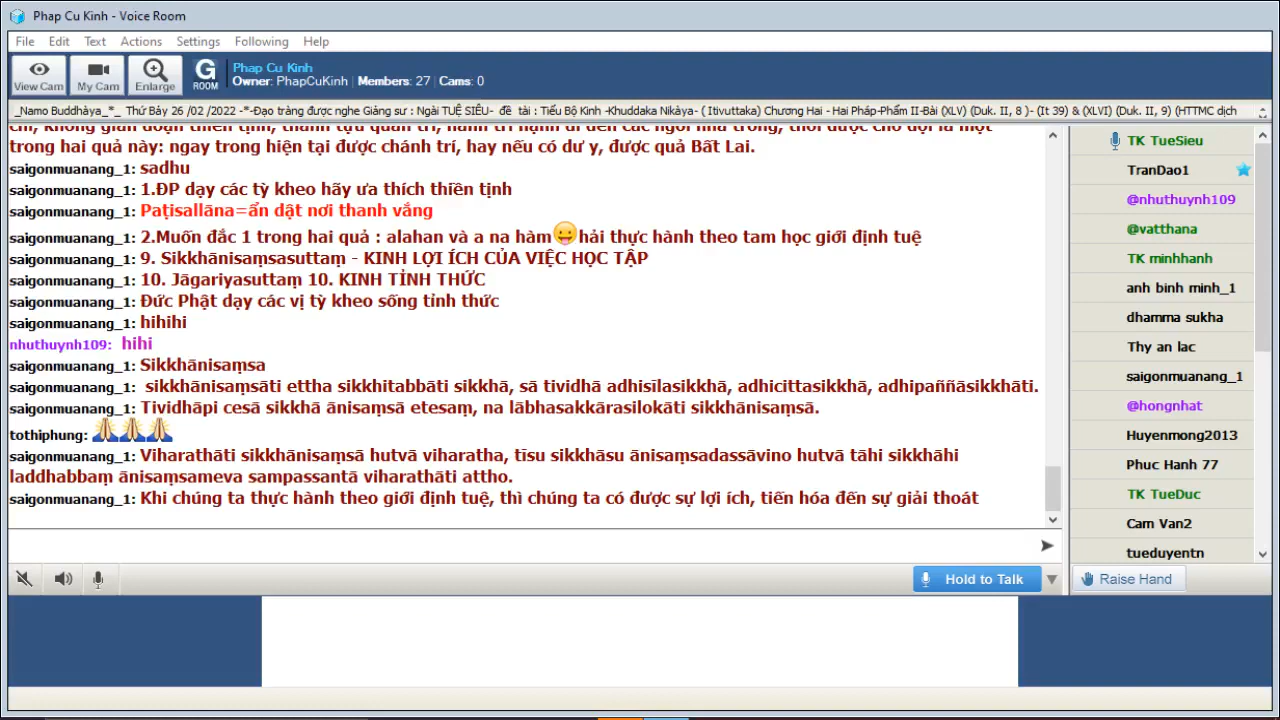 Phap Cu Kinh - Voice Room
File Edit Text Actions Settings Following Help
View Cam My Cam Enlarge G ROOM
Phap Cu Kinh
Owner: PhapCuKinh | Members: 27 | Cams: 0
_Namo Buddhàya_*_ Thứ Bảy 26 /02 /2022 -*-Đạo tràng được nghe Giảng sư : Ngài TUỆ SIÊU- đề tài : Tiểu Bộ Kinh -Khuddaka Nikàya- ( Itivuttaka) Chương Hai - Hai Pháp-Phẩm II-Bài (XLV) (Duk. II, 8 )- (It 39) & (XLVI) (Duk. II, 9) (HTTMC dịch
trong hai quả này: ngay trong hiện tại được chánh trí, hay nếu có dư y, được quả Bất Lai.
saigonmuanang_1: sadhu
saigonmuanang_1: 1.ĐP dạy các tỳ kheo hãy ưa thích thiền tịnh
saigonmuanang_1: Paṭisallāna=ẩn dật nơi thanh vắng
saigonmuanang_1: 2.Muốn đắc 1 trong hai quả : alahan và a na hàm😛hải thực hành theo tam học giới định tuệ
saigonmuanang_1: 9. Sikkhānisaṃsasuttaṃ - KINH LỢI ÍCH CỦA VIỆC HỌC TẬP
saigonmuanang_1: 10. Jāgariyasuttaṃ 10. KINH TỈNH THỨC
saigonmuanang_1: Đức Phật dạy các vị tỳ kheo sống tỉnh thức
saigonmuanang_1: hihihi
nhuthuynh109: hihi
saigonmuanang_1: Sikkhānisaṃsa
saigonmuanang_1: sikkhānisaṃsāti ettha sikkhitabbāti sikkhā, sā tividhā adhisīlasikkhā, adhicittasikkhā, adhipaññāsikkhāti.
saigonmuanang_1: Tividhāpi cesā sikkhā ānisaṃsā etesaṃ, na lābhasakkārasilokāti sikkhānisaṃsā.
tothiphung: 🙏🙏🙏
saigonmuanang_1: Viharathāti sikkhānisaṃsā hutvā viharatha, tīsu sikkhāsu ānisaṃsadassāvino hutvā tāhi sikkhāhi
laddhabbaṃ ānisaṃsameva sampassantā viharathāti attho.
saigonmuanang_1: Khi chúng ta thực hành theo giới định tuệ, thì chúng ta có được sự lợi ích, tiến hóa đến sự giải thoát
Hold to Talk
TK TueSieu
TranDao1
@nhuthuynh109
@vatthana
TK minhhanh
anh binh minh_1
dhamma sukha
Thy an lac
saigonmuanang_1
@hongnhat
Huyenmong2013
Phuc Hanh 77
TK TueDuc
Cam Van2
tueduyentn
Raise Hand